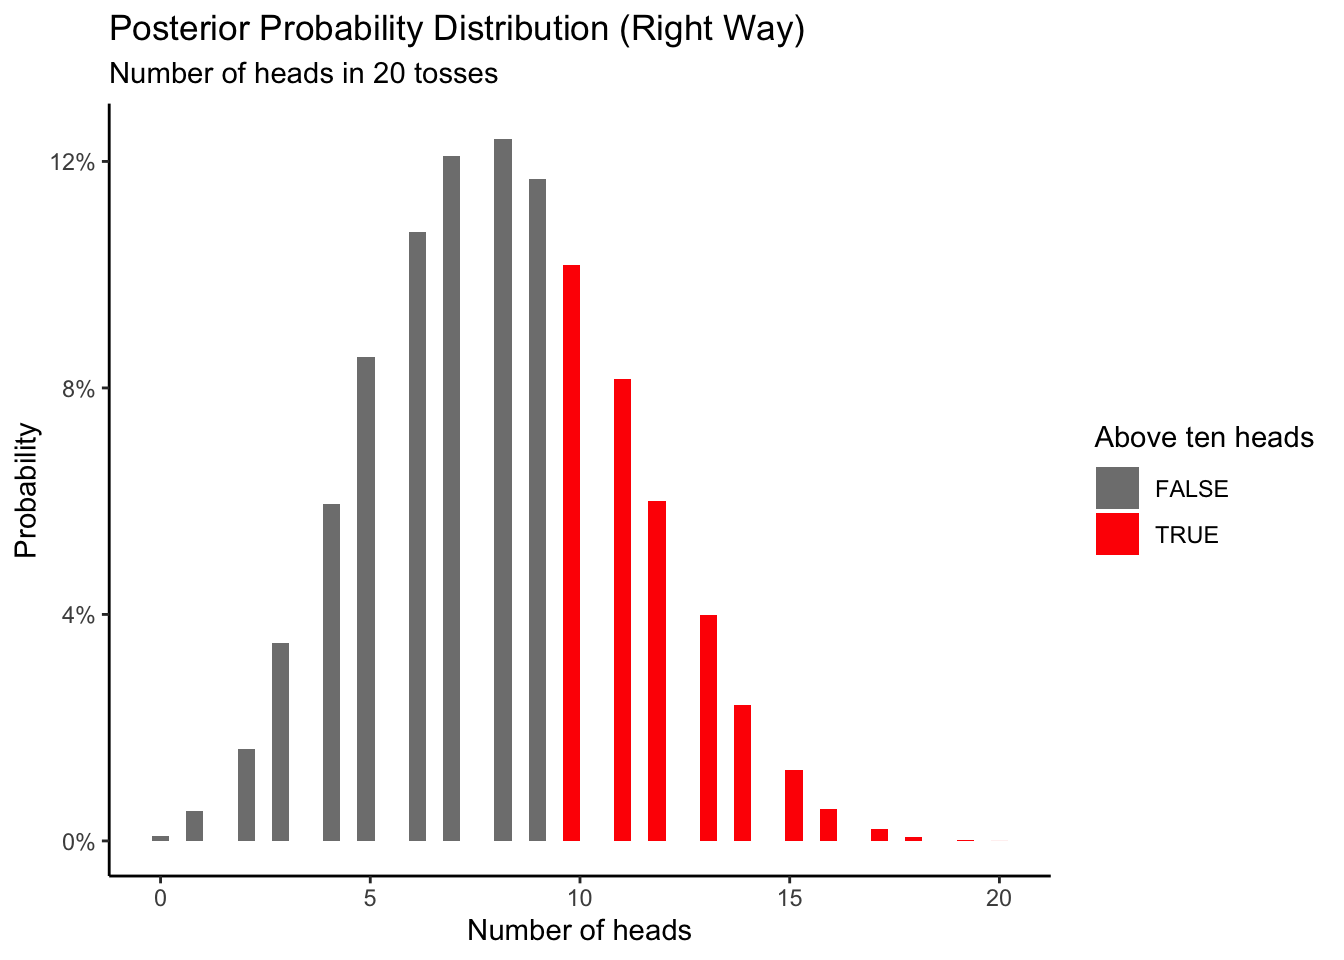 Posterior Probability Distribution (Right Way)
Number of heads in 20 tosses
12%
8%
4%
0%
Probability
0 5 10 15 20
Number of heads
Above ten heads
FALSE
TRUE